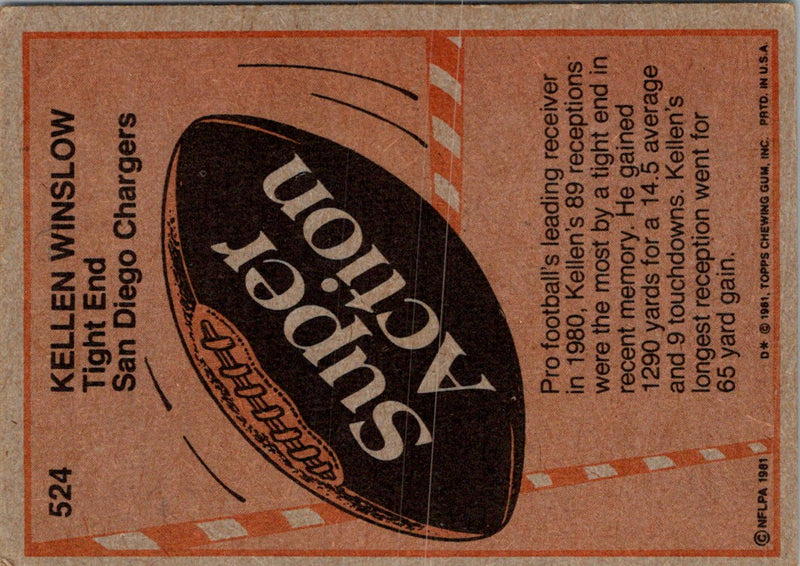 524
KELLEN WINSLOW
Tight End
San Diego Chargers
Super
Action
Pro football's leading receiver
in 1980, Kellen's 89 receptions
were the most by a tight end in
recent memory. He gained
1290 yards for a 14.5 average
and 9 touchdowns. Kellen's
longest reception went for
65 yard gain.
© NFLPA 1981
D* © 1981, TOPPS CHEWING GUM, INC. PRTD. IN U.S.A.